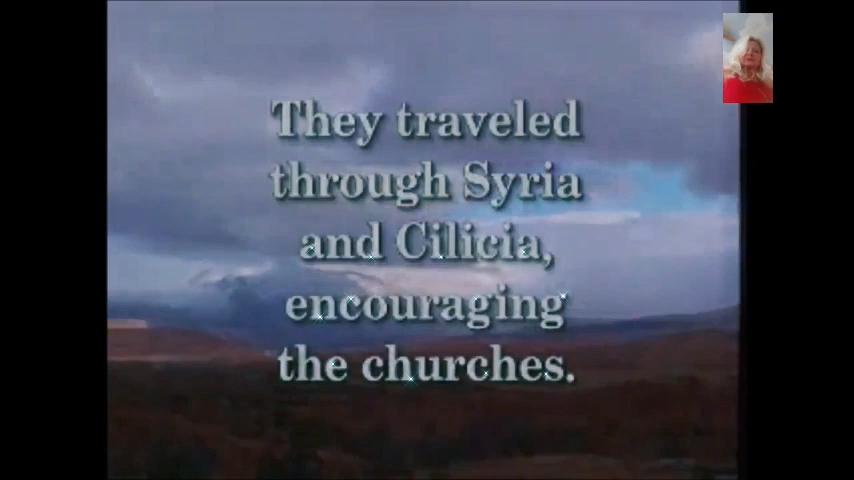 They traveled
through Syria
and Cilicia,
encouraging
the churches.